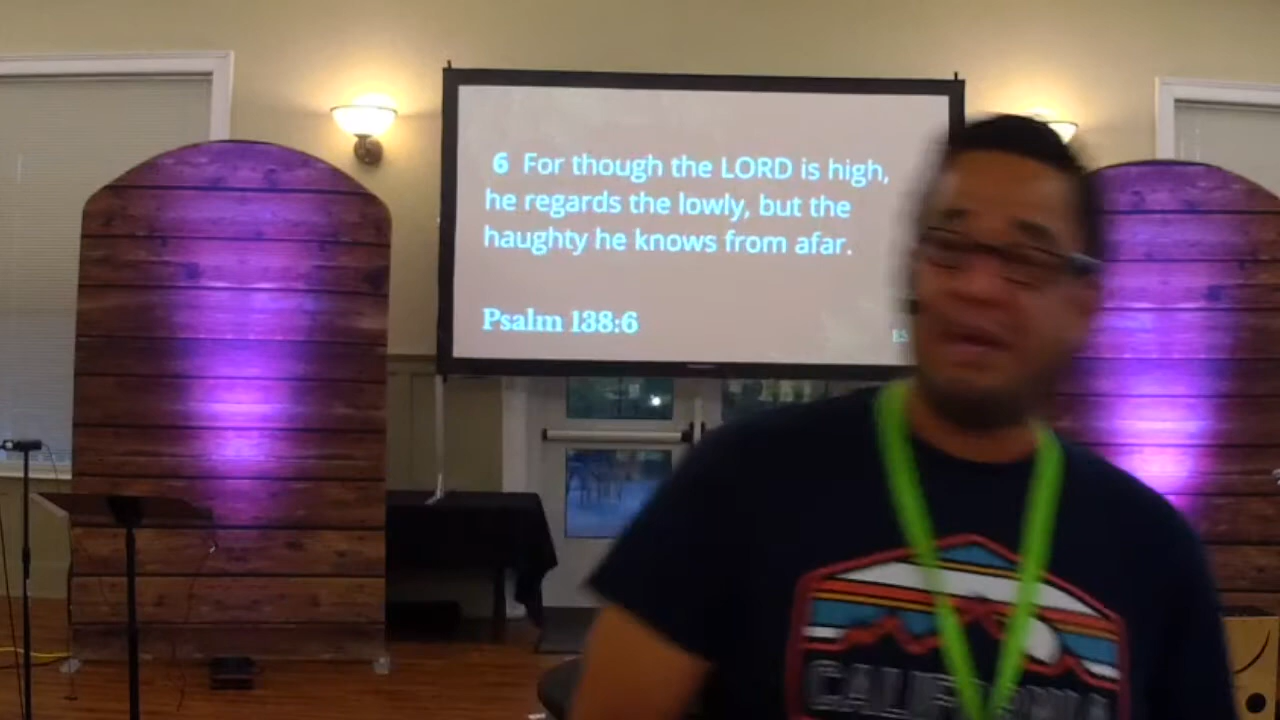 6 For though the LORD is high,
he regards the lowly, but the
haughty he knows from afar.
Psalm 138:6
CALIFORNIA